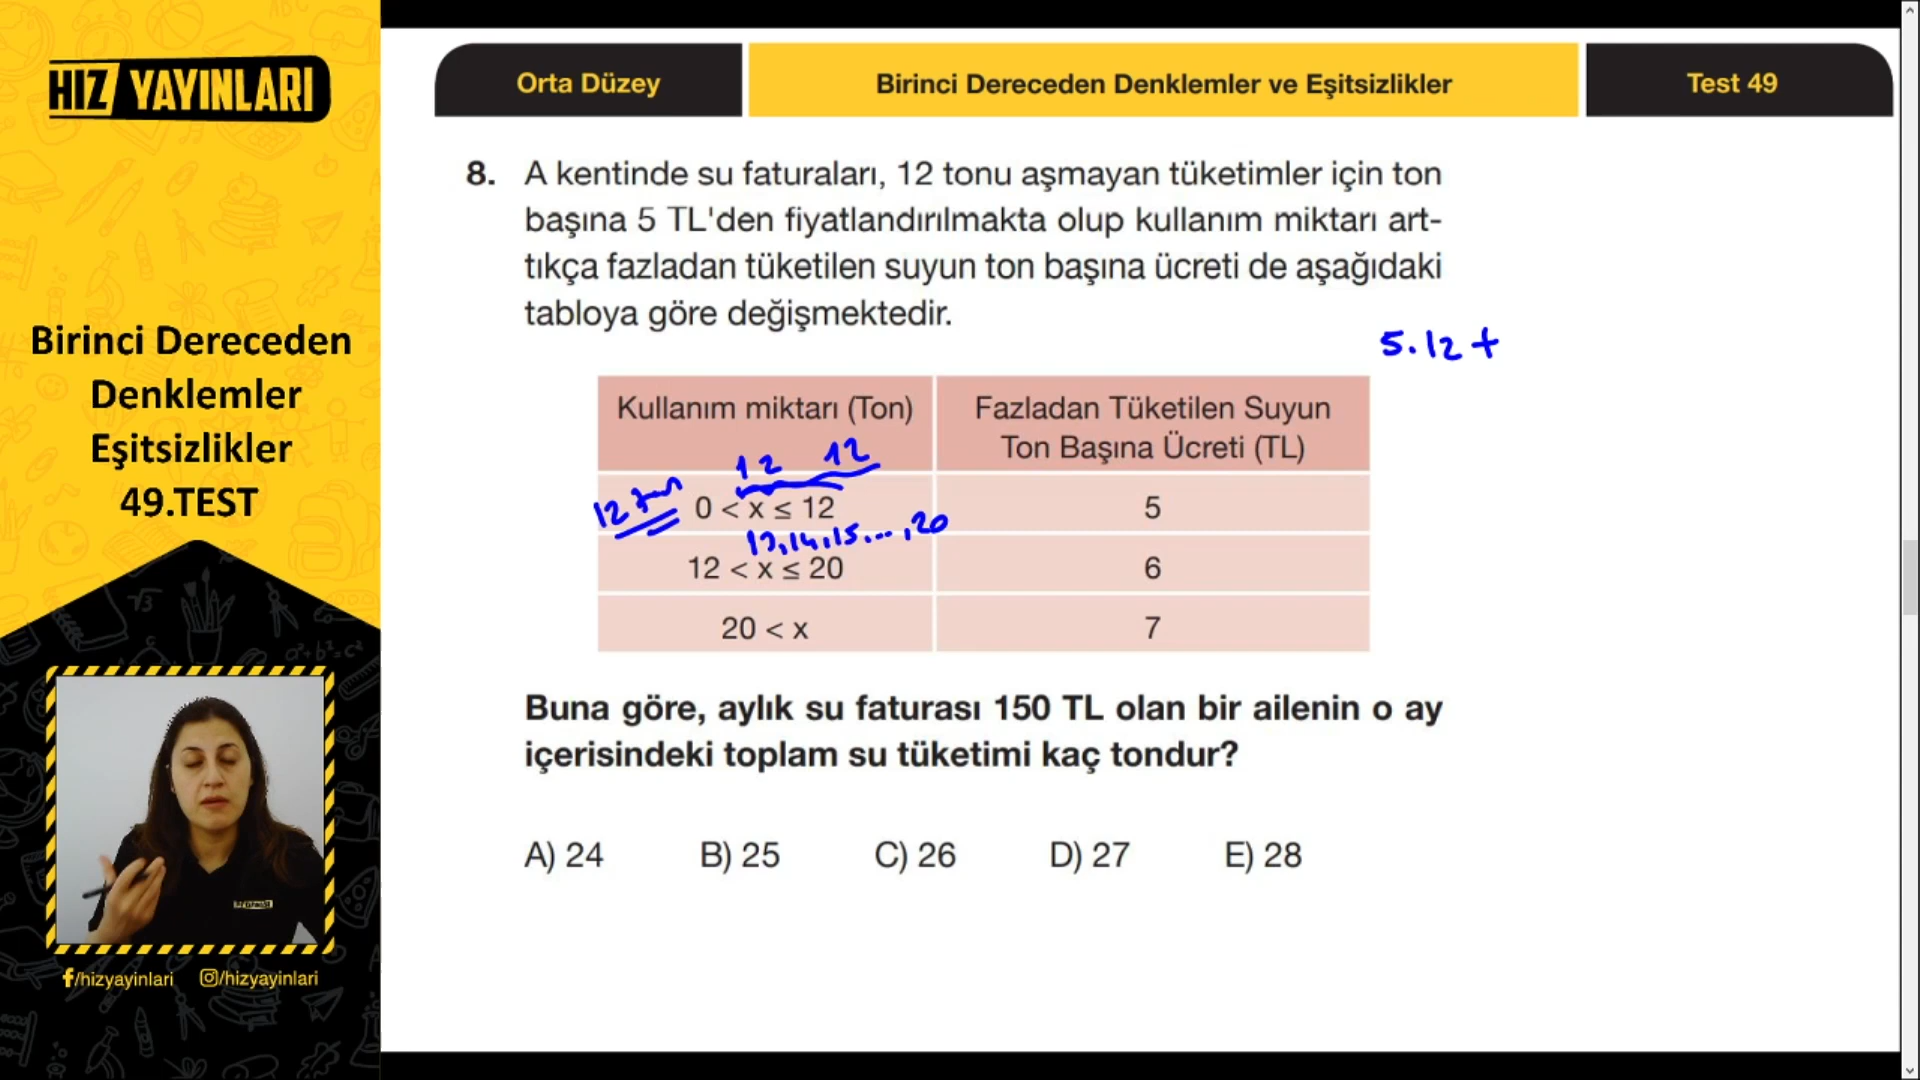 HIZ YAYINLARI
Birinci Dereceden
Denklemler
Eşitsizlikler
49.TEST
/hizyayinlari /hizyayinlari
Orta Düzey
Birinci Dereceden Denklemler ve Eşitsizlikler
Test 49
8. A kentinde su faturaları, 12 tonu aşmayan tüketimler için ton
başına 5 TL'den fiyatlandırılmakta olup kullanım miktarı art-
tıkça fazladan tüketilen suyun ton başına ücreti de aşağıdaki
tabloya göre değişmektedir.
5.12 +
Kullanım miktarı (Ton)
Fazladan Tüketilen Suyun
Ton Başına Ücreti (TL)
12 12
12 ton
0 < x ≤ 12 5
13,14,15...,20
12 < x ≤ 20 6
20 < x 7
Buna göre, aylık su faturası 150 TL olan bir ailenin o ay
içerisindeki toplam su tüketimi kaç tondur?
A) 24 B) 25 C) 26 D) 27 E) 28